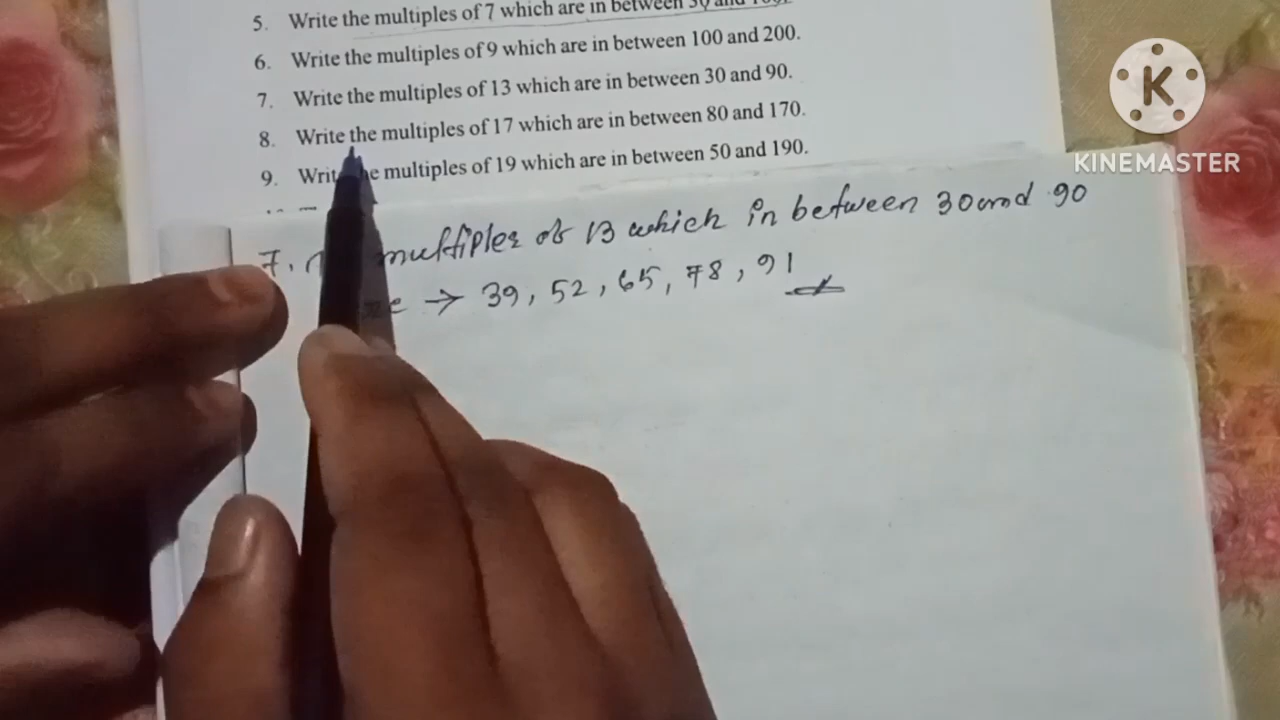 5. Write the multiples of 7 which are in between 30 and
6. Write the multiples of 9 which are in between 100 and 200.
7. Write the multiples of 13 which are in between 30 and 90.
8. Write the multiples of 17 which are in between 80 and 170.
9. Write the multiples of 19 which are in between 50 and 190.
7. multiples of 13 which in between 30 and 90
→ 39, 52, 65, 78, 91
K
KINEMASTER